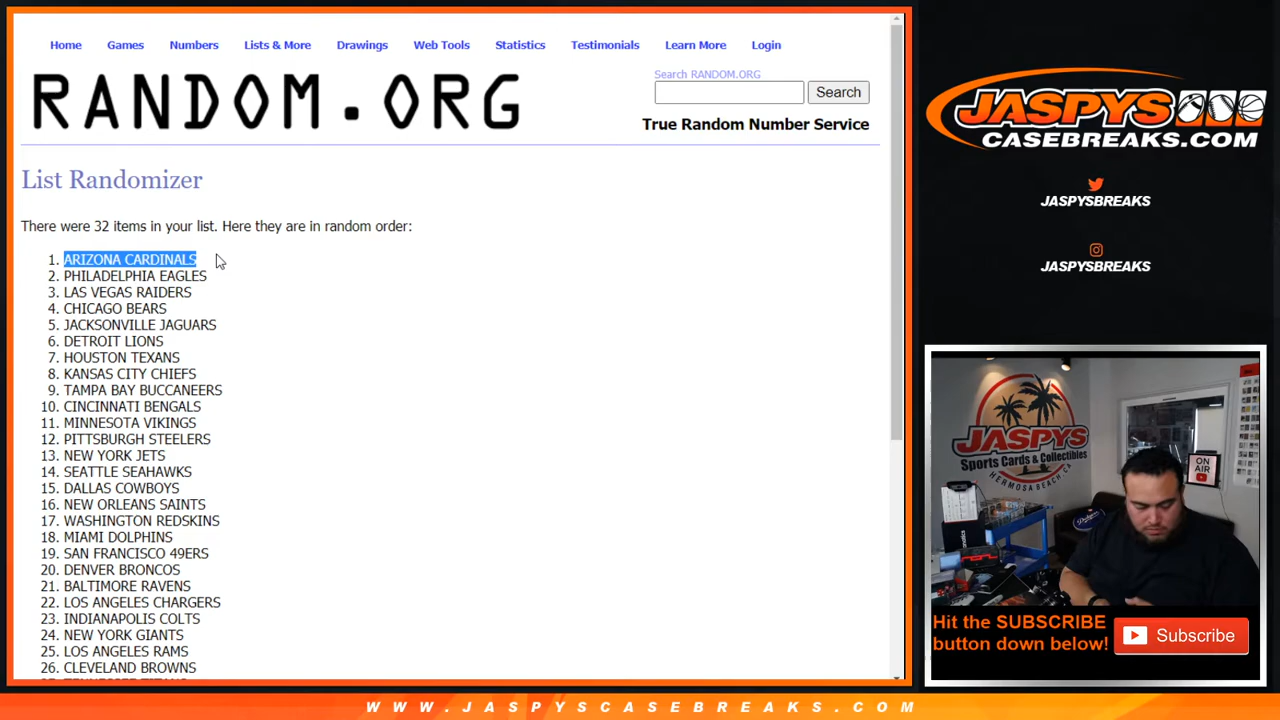 Home Games Numbers Lists & More Drawings Web Tools Statistics Testimonials Learn More Login
RANDOM.ORG
Search RANDOM.ORG
Search
True Random Number Service
List Randomizer
There were 32 items in your list. Here they are in random order:
1. ARIZONA CARDINALS
2. PHILADELPHIA EAGLES
3. LAS VEGAS RAIDERS
4. CHICAGO BEARS
5. JACKSONVILLE JAGUARS
6. DETROIT LIONS
7. HOUSTON TEXANS
8. KANSAS CITY CHIEFS
9. TAMPA BAY BUCCANEERS
10. CINCINNATI BENGALS
11. MINNESOTA VIKINGS
12. PITTSBURGH STEELERS
13. NEW YORK JETS
14. SEATTLE SEAHAWKS
15. DALLAS COWBOYS
16. NEW ORLEANS SAINTS
17. WASHINGTON REDSKINS
18. MIAMI DOLPHINS
19. SAN FRANCISCO 49ERS
20. DENVER BRONCOS
21. BALTIMORE RAVENS
22. LOS ANGELES CHARGERS
23. INDIANAPOLIS COLTS
24. NEW YORK GIANTS
25. LOS ANGELES RAMS
26. CLEVELAND BROWNS
JASPYS
CASEBREAKS.COM
JASPYSBREAKS
JASPYSBREAKS
JASPYS
Sports Cards & Collectibles
HERMOSA BEACH, CA
ON
AIR
Dodgers
Hit the SUBSCRIBE
button down below!
Subscribe
WWW.JASPYSCASEBREAKS.COM